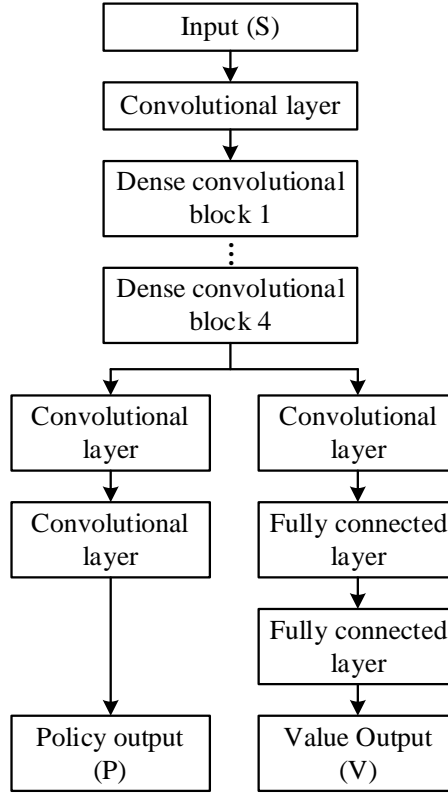 Input (S)
Convolutional layer
Dense convolutional
block 1
Dense convolutional
block 4
Convolutional
layer
Convolutional
layer
Policy output
(P)
Convolutional
layer
Fully connected
layer
Fully connected
layer
Value Output
(V)